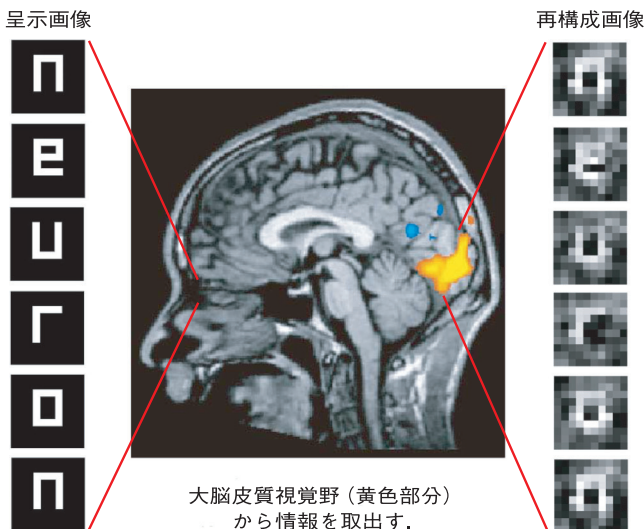 呈示画像
再構成画像
n
e
u
r
o
n
大脳皮質視覚野（黄色部分）
から情報を取出す．